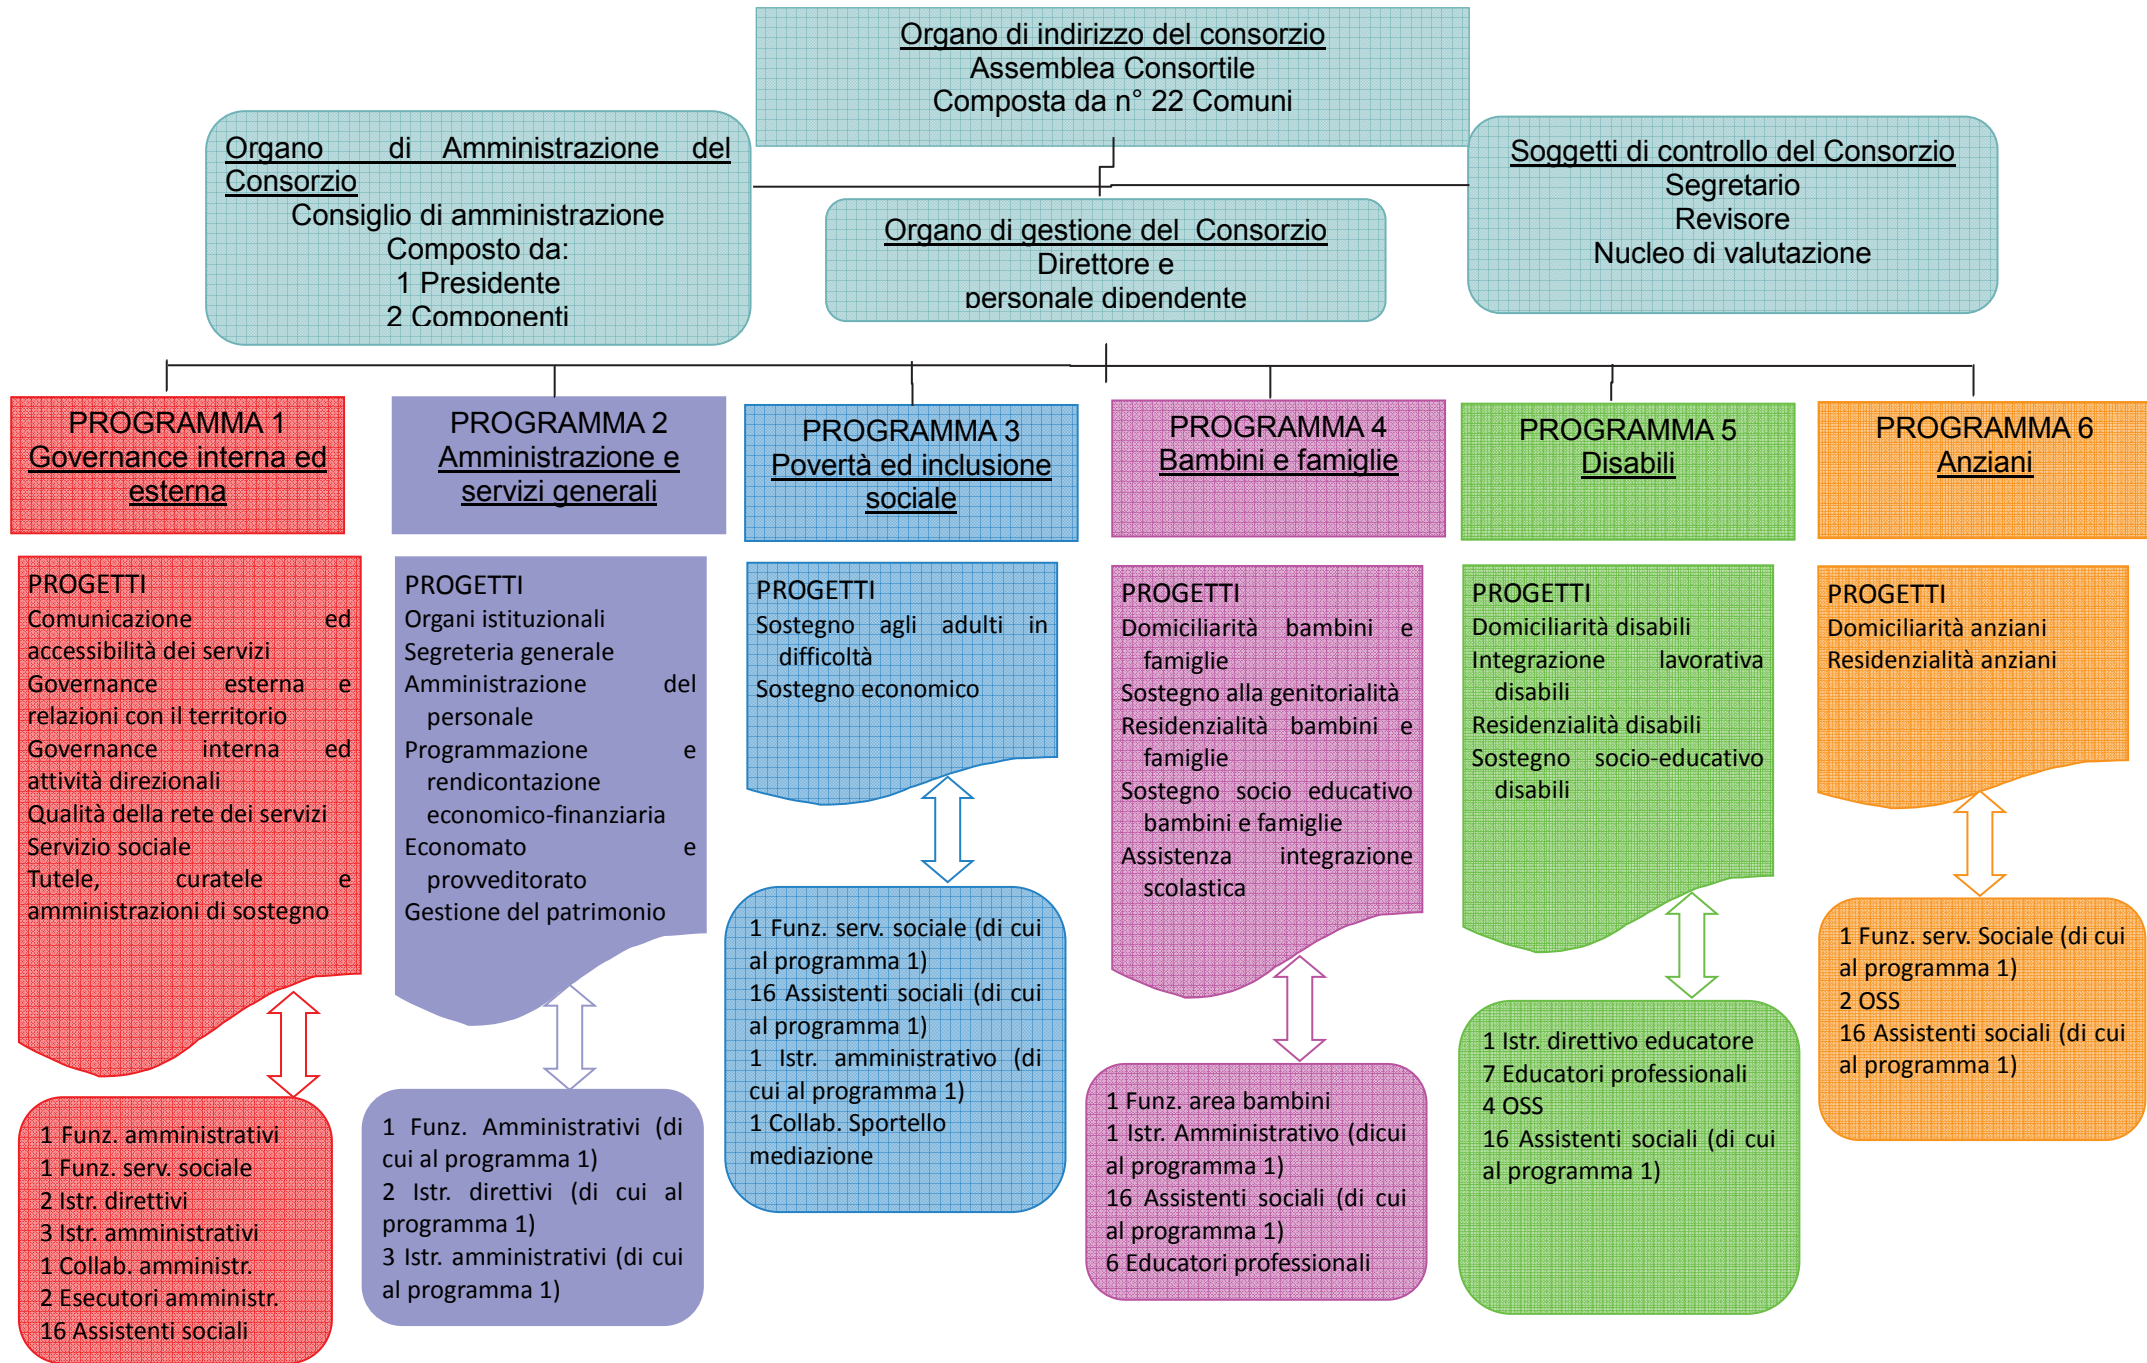 Organo di indirizzo del consorzio
Assemblea Consortile
Composta da n° 22 Comuni
Organo di Amministrazione del
Consorzio
Consiglio di amministrazione
Composto da:
1 Presidente
2 Componenti
Organo di gestione del Consorzio
Direttore e
personale dipendente
Soggetti di controllo del Consorzio
Segretario
Revisore
Nucleo di valutazione
PROGRAMMA 1
Governance interna ed
esterna
PROGRAMMA 2
Amministrazione e
servizi generali
PROGRAMMA 3
Povertà ed inclusione
sociale
PROGRAMMA 4
Bambini e famiglie
PROGRAMMA 5
Disabili
PROGRAMMA 6
Anziani
PROGETTI
Comunicazione ed
accessibilità dei servizi
Governance esterna e
relazioni con il territorio
Governance interna ed
attività direzionali
Qualità della rete dei servizi
Servizio sociale
Tutele, curatele e
amministrazioni di sostegno
PROGETTI
Organi istituzionali
Segreteria generale
Amministrazione del
personale
Programmazione e
rendicontazione
economico-finanziaria
Economato e
provveditorato
Gestione del patrimonio
PROGETTI
Sostegno agli adulti in
difficoltà
Sostegno economico
PROGETTI
Domiciliarità bambini e
famiglie
Sostegno alla genitorialità
Residenzialità bambini e
famiglie
Sostegno socio educativo
bambini e famiglie
Assistenza integrazione
scolastica
PROGETTI
Domiciliarità disabili
Integrazione lavorativa
disabili
Residenzialità disabili
Sostegno socio-educativo
disabili
PROGETTI
Domiciliarità anziani
Residenzialità anziani
1 Funz. amministrativi
1 Funz. serv. sociale
2 Istr. direttivi
3 Istr. amministrativi
1 Collab. amministr.
2 Esecutori amministr.
16 Assistenti sociali
1 Funz. Amministrativi (di
cui al programma 1)
2 Istr. direttivi (di cui al
programma 1)
3 Istr. amministrativi (di cui
al programma 1)
1 Funz. serv. sociale (di cui
al programma 1)
16 Assistenti sociali (di cui
al programma 1)
1 Istr. amministrativo (di
cui al programma 1)
1 Collab. Sportello
mediazione
1 Funz. area bambini
1 Istr. Amministrativo (dicui
al programma 1)
16 Assistenti sociali (di cui
al programma 1)
6 Educatori professionali
1 Istr. direttivo educatore
7 Educatori professionali
4 OSS
16 Assistenti sociali (di cui
al programma 1)
1 Funz. serv. Sociale (di cui
al programma 1)
2 OSS
16 Assistenti sociali (di cui
al programma 1)